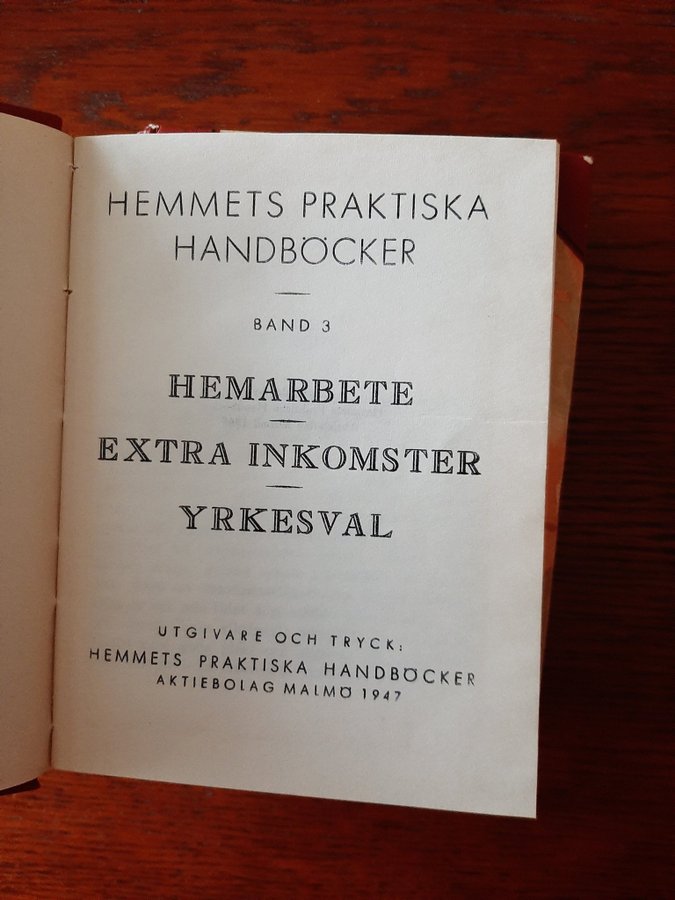 HEMMETS PRAKTISKA
HANDBÖCKER
BAND 3
HEMARBETE
EXTRA INKOMSTER
YRKESVAL
UTGIVARE OCH TRYCK:
HEMMETS PRAKTISKA HANDBÖCKER
AKTIEBOLAG MALMÖ 1947